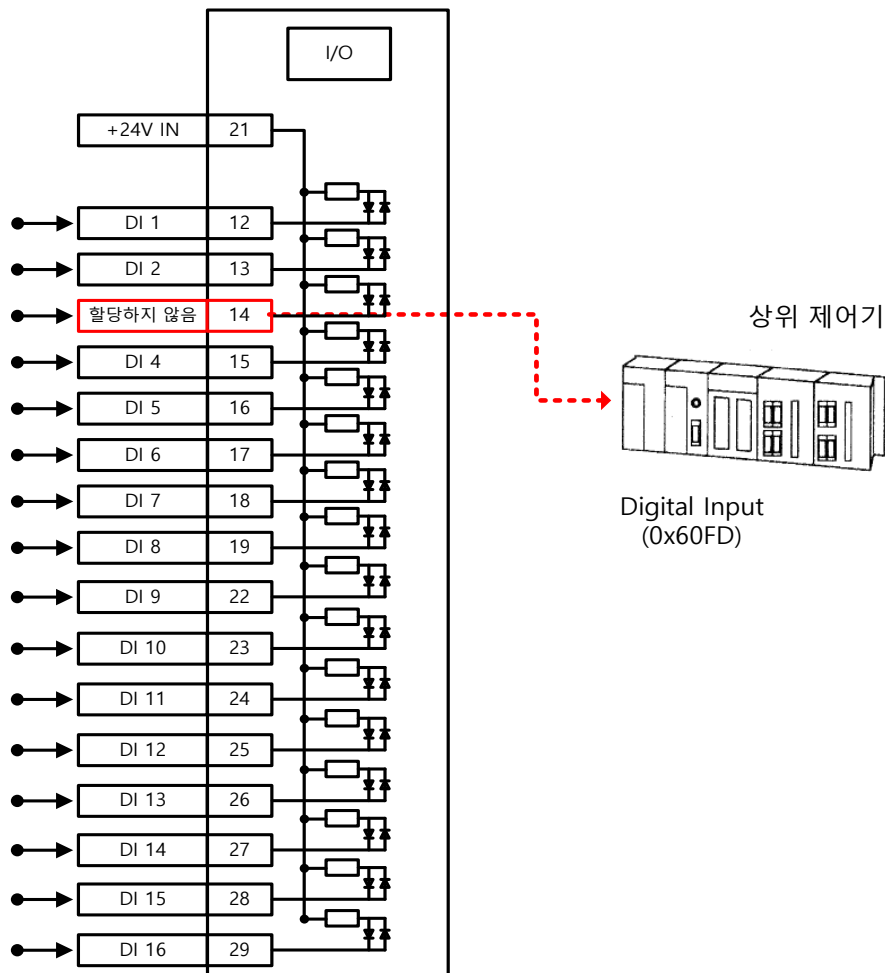 I/O
+24V IN 21
DI 1 12
DI 2 13
할당하지 않음 14
상위 제어기
DI 4 15
DI 5 16
DI 6 17
DI 7 18
Digital Input
(0x60FD)
DI 8 19
DI 9 22
DI 10 23
DI 11 24
DI 12 25
DI 13 26
DI 14 27
DI 15 28
DI 16 29